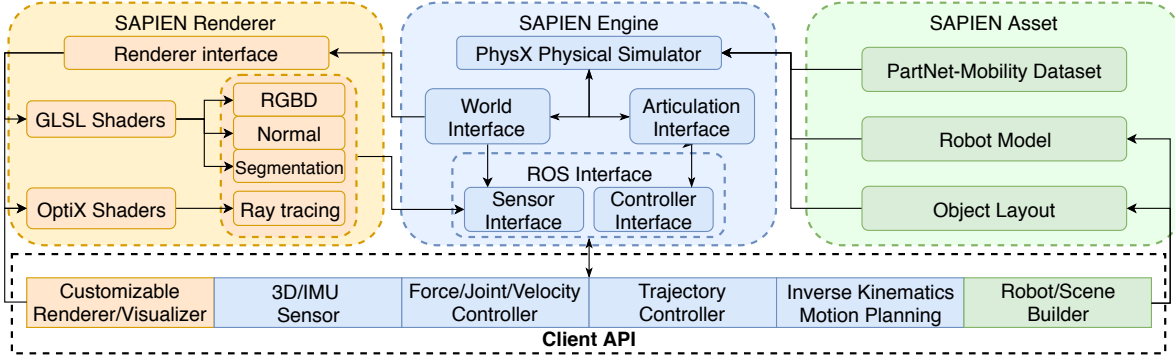 SAPIEN Renderer
Renderer interface
GLSL Shaders
RGBD
Normal
Segmentation
OptiX Shaders
Ray tracing
SAPIEN Engine
PhysX Physical Simulator
World
Interface
Articulation
Interface
ROS Interface
Sensor
Interface
Controller
Interface
SAPIEN Asset
PartNet-Mobility Dataset
Robot Model
Object Layout
Customizable
Renderer/Visualizer
3D/IMU
Sensor
Force/Joint/Velocity
Controller
Trajectory
Controller
Inverse Kinematics
Motion Planning
Robot/Scene
Builder
Client API